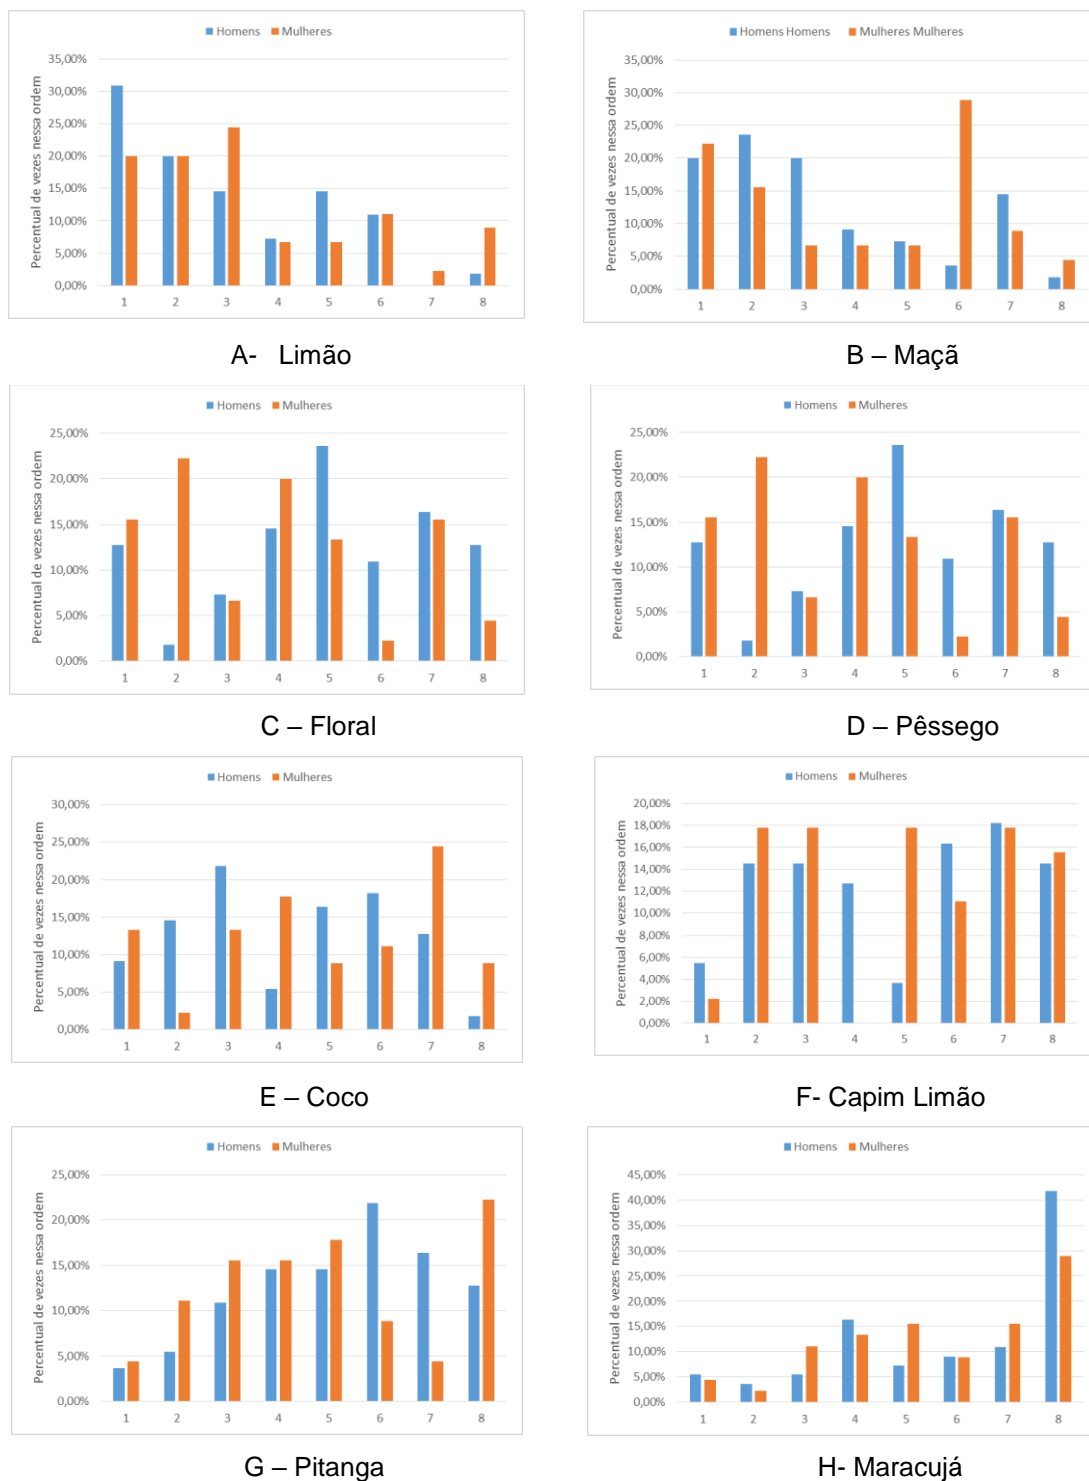 Homens Mulheres
Percentual de vezes nessa ordem
35,00%
30,00%
25,00%
20,00%
15,00%
10,00%
5,00%
0,00%
1 2 3 4 5 6 7 8
A- Limão
Homens Homens Mulheres Mulheres
Percentual de vezes nessa ordem
35,00%
30,00%
25,00%
20,00%
15,00%
10,00%
5,00%
0,00%
1 2 3 4 5 6 7 8
B – Maçã
Homens Mulheres
Percentual de vezes nessa ordem
25,00%
20,00%
15,00%
10,00%
5,00%
0,00%
1 2 3 4 5 6 7 8
C – Floral
Homens Mulheres
Percentual de vezes nessa ordem
25,00%
20,00%
15,00%
10,00%
5,00%
0,00%
1 2 3 4 5 6 7 8
D – Pêssego
Homens Mulheres
Percentual de vezes nessa ordem
30,00%
25,00%
20,00%
15,00%
10,00%
5,00%
0,00%
1 2 3 4 5 6 7 8
E – Coco
Homens Mulheres
Percentual de vezes nessa ordem
20,00%
18,00%
16,00%
14,00%
12,00%
10,00%
8,00%
6,00%
4,00%
2,00%
0,00%
1 2 3 4 5 6 7 8
F- Capim Limão
Homens Mulheres
Percentual de vezes nessa ordem
25,00%
20,00%
15,00%
10,00%
5,00%
0,00%
1 2 3 4 5 6 7 8
G – Pitanga
Homens Mulheres
Percentual de vezes nessa ordem
45,00%
40,00%
35,00%
30,00%
25,00%
20,00%
15,00%
10,00%
5,00%
0,00%
1 2 3 4 5 6 7 8
H- Maracujá